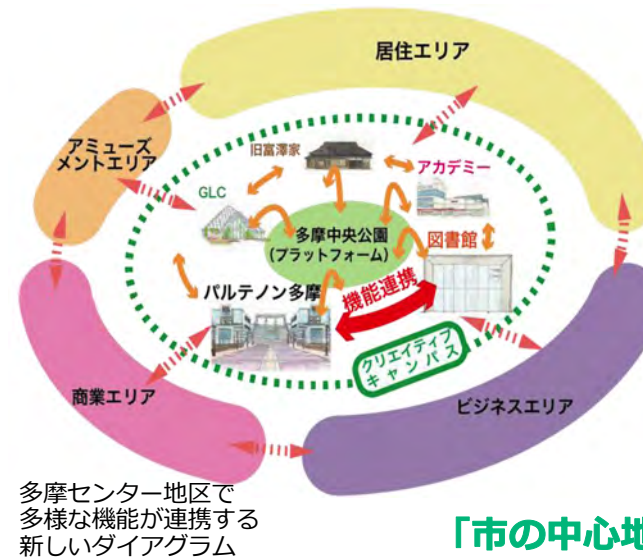 居住エリア
アミューズ
メントエリア
旧富澤家
アカデミー
GLC
多摩中央公園
(プラットフォーム)
図書館
機能連携
パルテノン多摩
クリエイティブ
キャンパス
商業エリア
ビジネスエリア
多摩センター地区で
多様な機能が連携する
新しいダイアグラム
「市の中心地